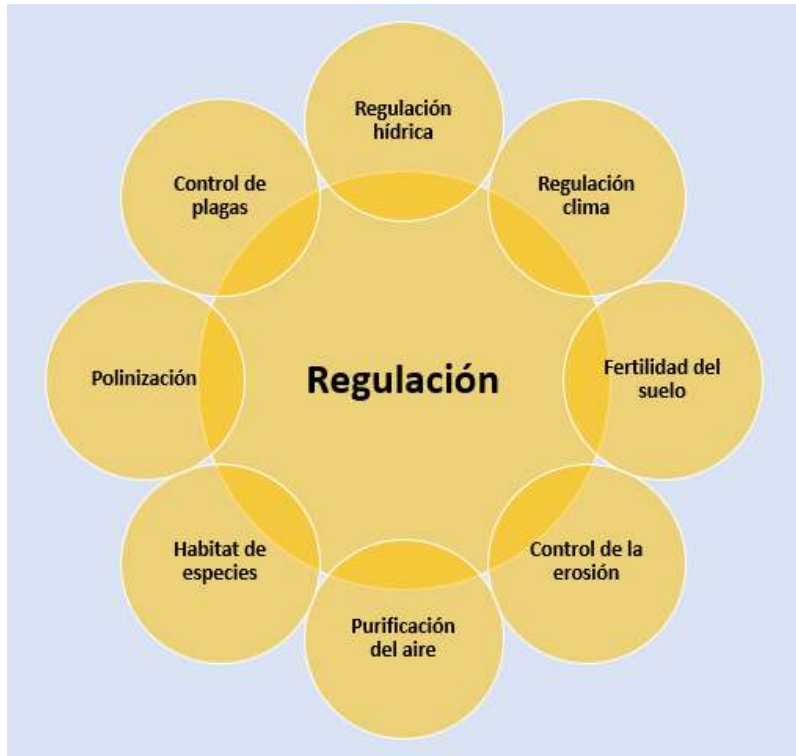 Regulación
hídrica
Regulación
clima
Fertilidad del
suelo
Control de la
erosión
Purificación
del aire
Habitat de
especies
Polinización
Control de
plagas
Regulación